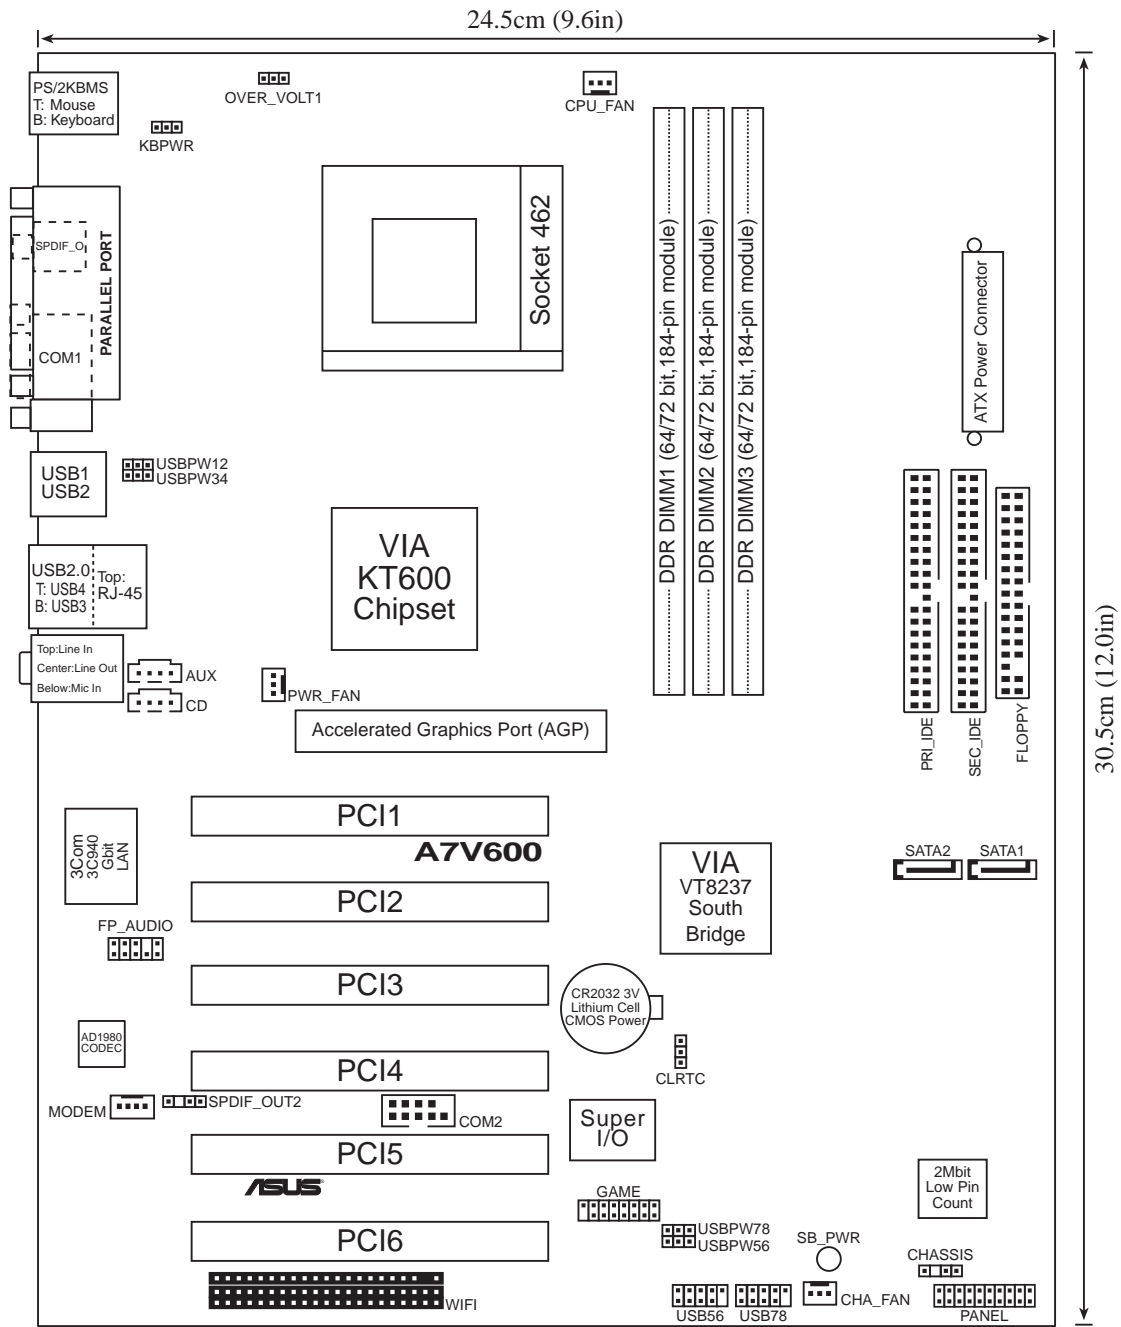 24.5cm (9.6in)
PS/2KBMS
T: Mouse
B: Keyboard
OVER_VOLT1
CPU_FAN
KBPWR
SPDIF_O
PARALLEL PORT
COM1
Socket 462
DDR DIMM1 (64/72 bit,184-pin module)
DDR DIMM2 (64/72 bit,184-pin module)
DDR DIMM3 (64/72 bit,184-pin module)
ATX Power Connector
USB1
USB2
USBPW12
USBPW34
VIA
KT600
Chipset
USB2.0
T: USB4
B: USB3
Top:
RJ-45
Top:Line In
Center:Line Out
Below:Mic In
AUX
CD
PWR_FAN
Accelerated Graphics Port (AGP)
PRI_IDE
SEC_IDE
FLOPPY
30.5cm (12.0in)
PCI1
A7V600
3Com
3C940
Gbit
LAN
VIA
VT8237
South
Bridge
SATA2
SATA1
PCI2
FP_AUDIO
PCI3
CR2032 3V
Lithium Cell
CMOS Power
AD1980
CODEC
PCI4
CLRTC
MODEM
SPDIF_OUT2
COM2
Super
I/O
PCI5
ASUS
GAME
2Mbit
Low Pin
Count
PCI6
USBPW78
USBPW56
SB_PWR
CHASSIS
WIFI
USB56
USB78
CHA_FAN
PANEL